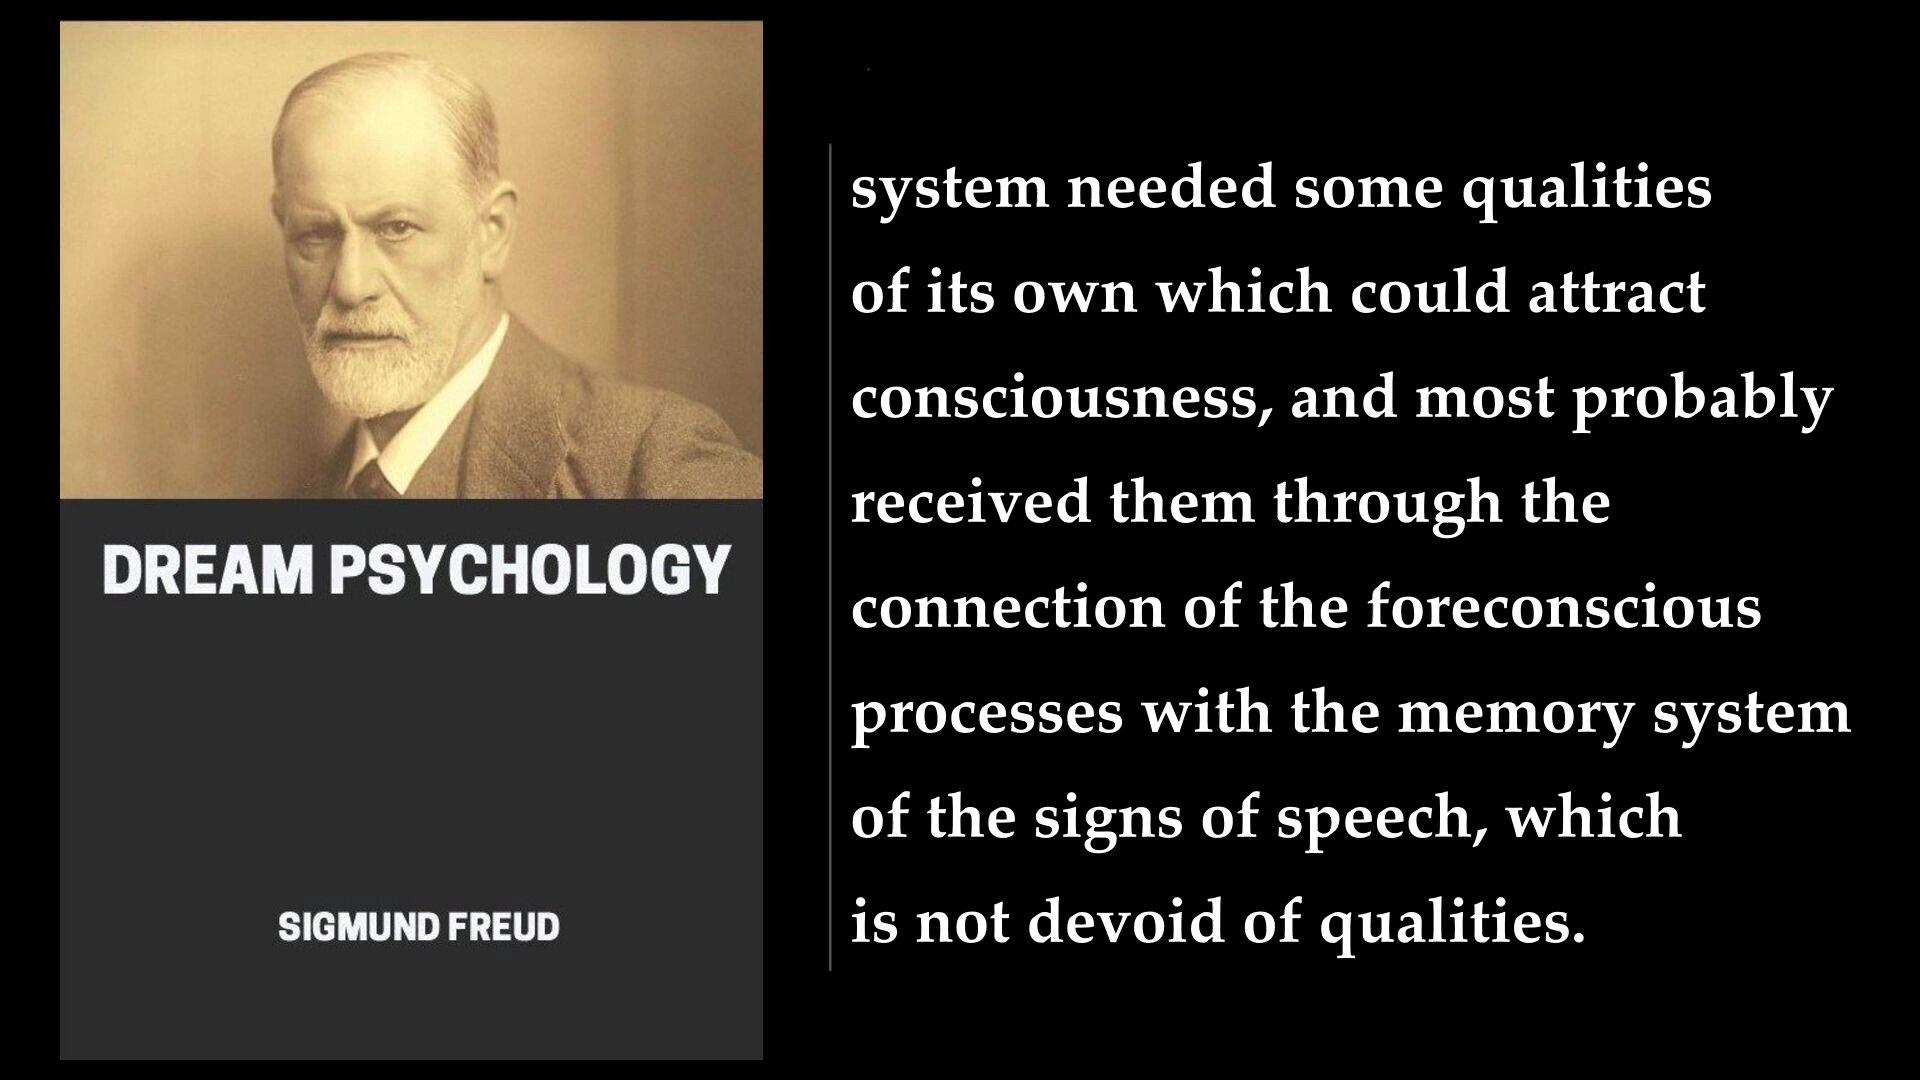 DREAM PSYCHOLOGY
SIGMUND FREUD
system needed some qualities
of its own which could attract
consciousness, and most probably
received them through the
connection of the foreconscious
processes with the memory system
of the signs of speech, which
is not devoid of qualities.